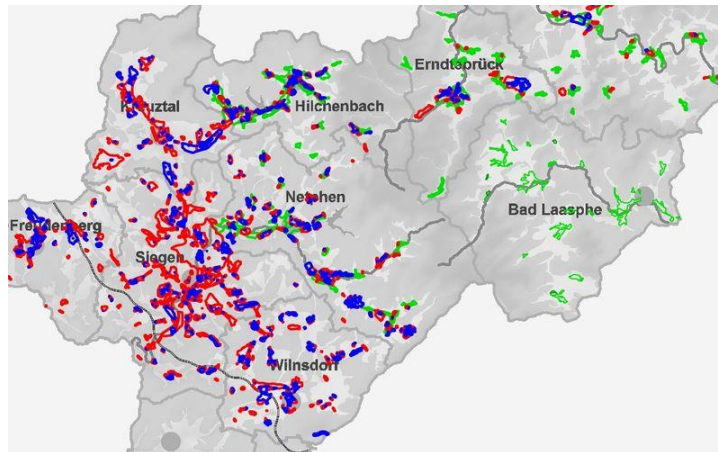 Erndtebrück
Kreuztal
Hilchenbach
Netphen
Bad Laasphe
Freudenberg
Siegen
Wilnsdorf